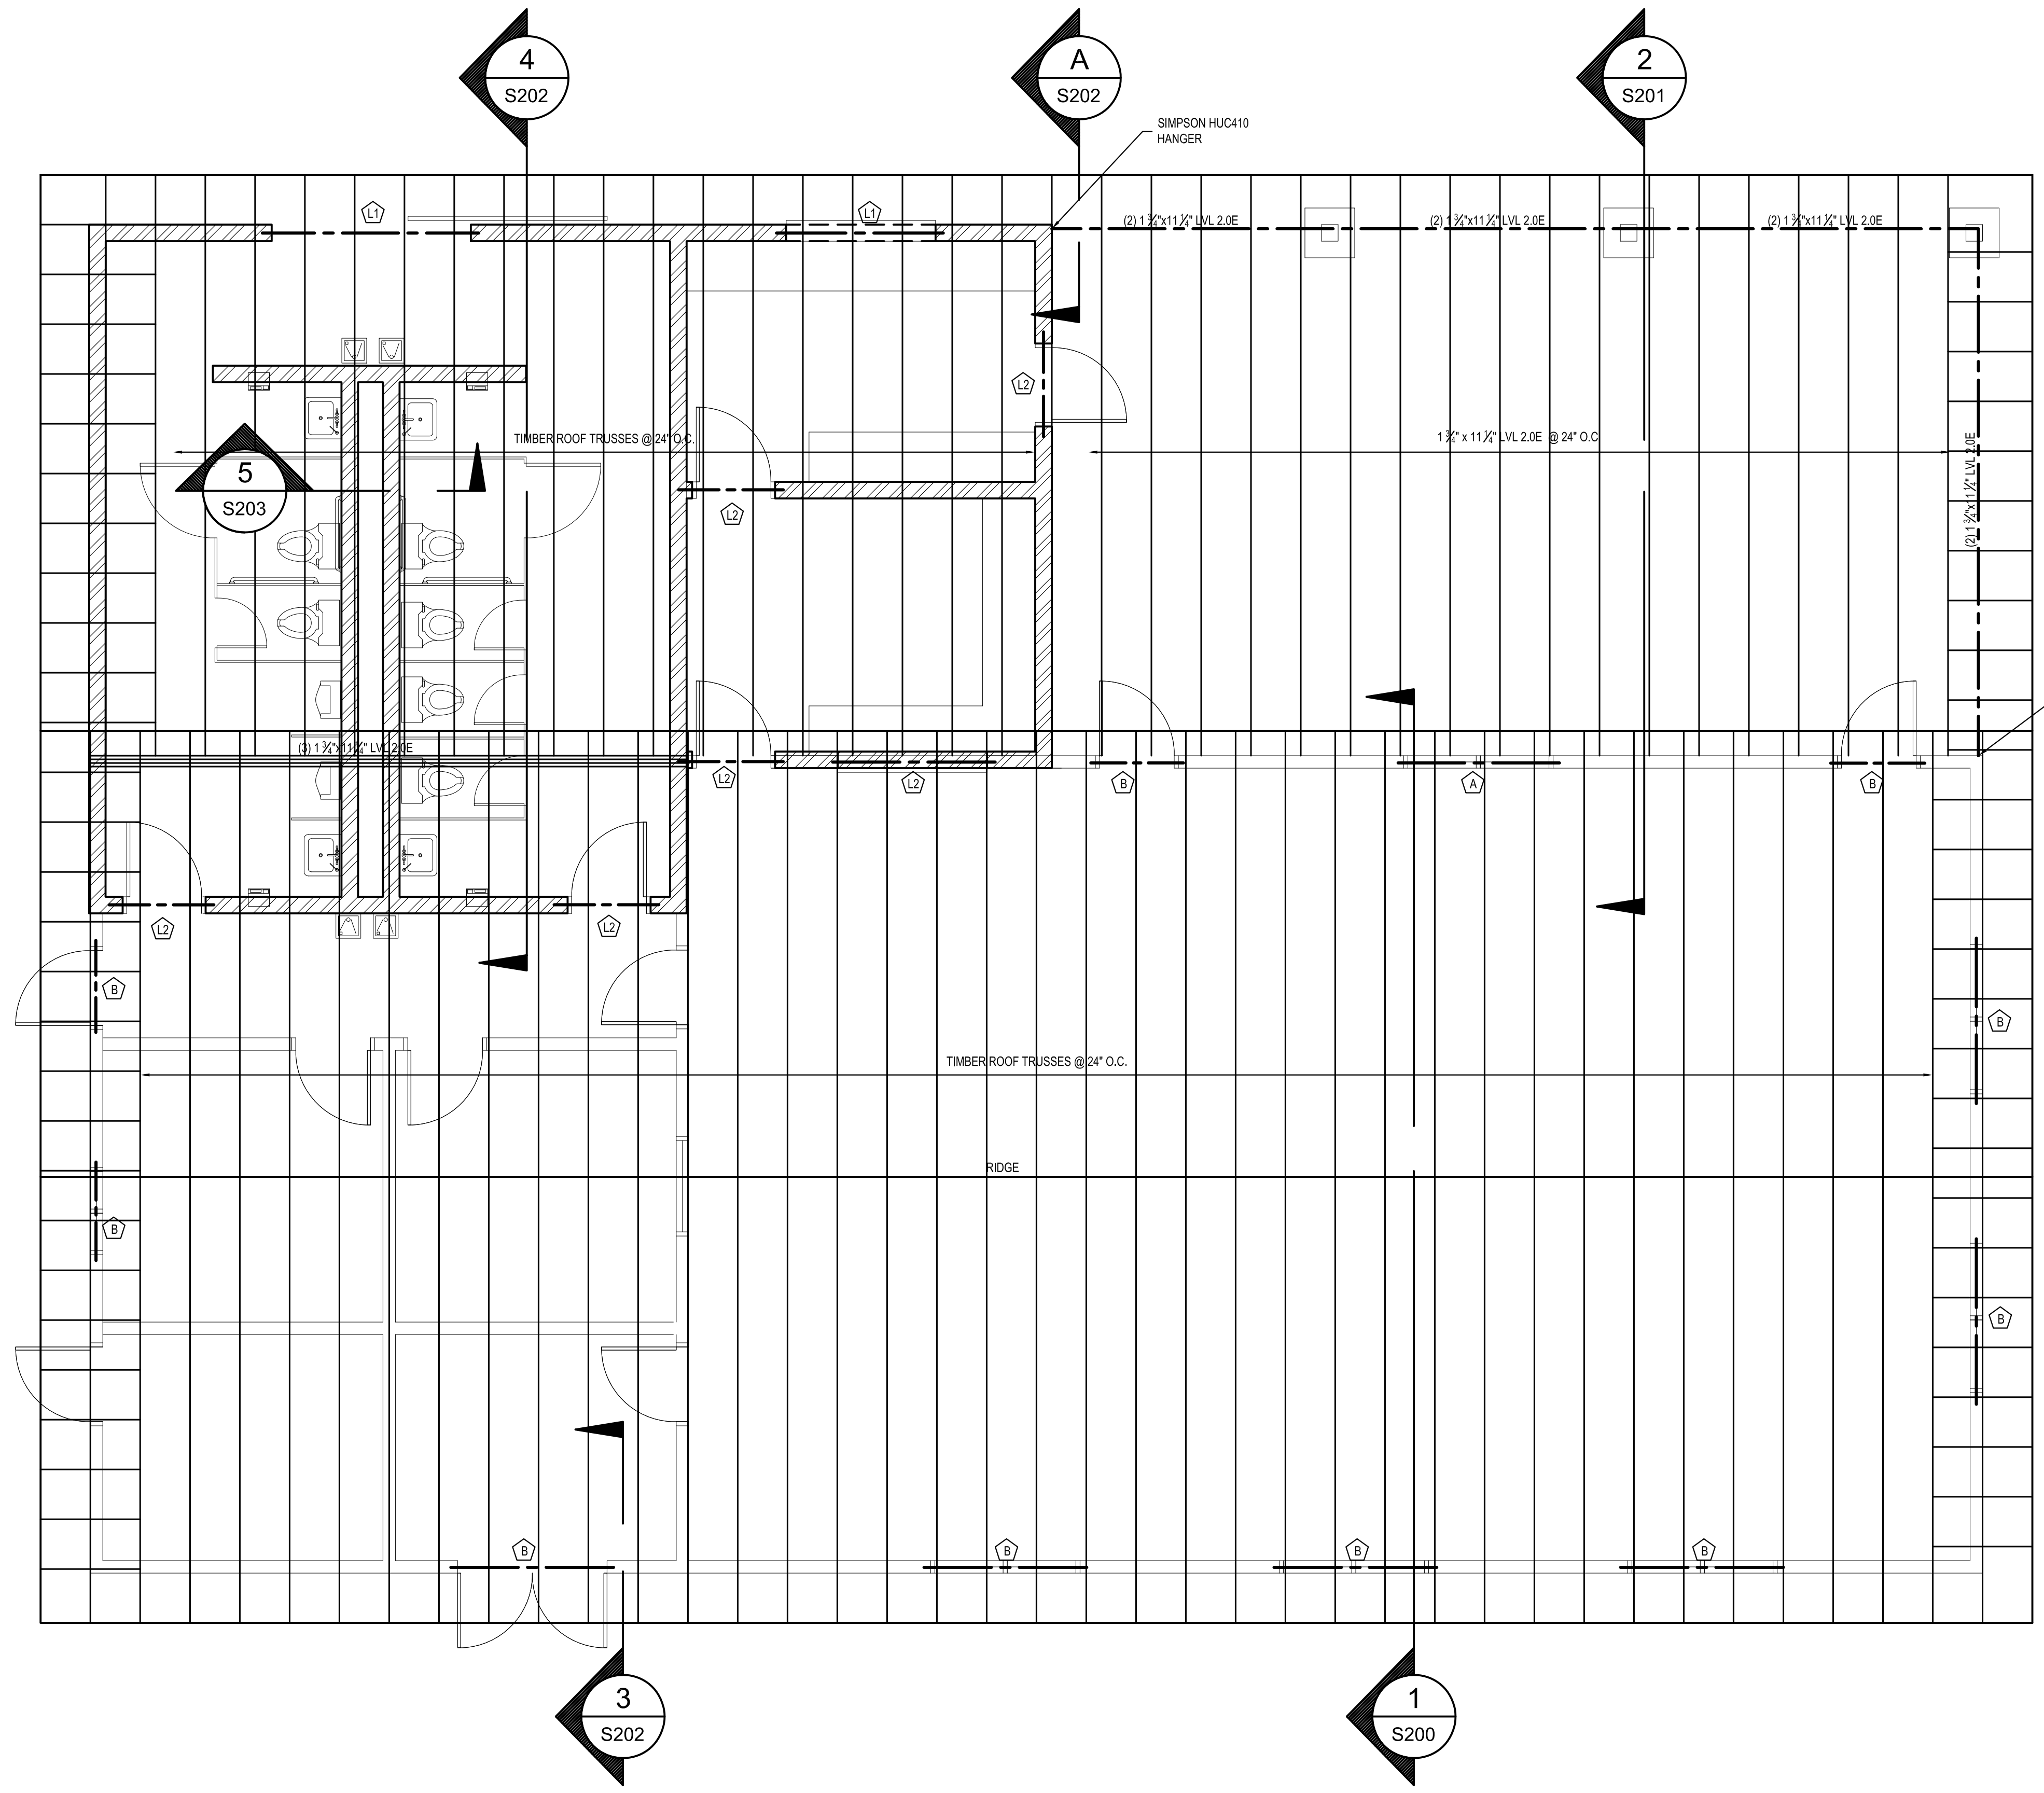 4
S202
A
S202
2
S201
SIMPSON HUC410
HANGER
L1
L1
(2) 1 3/4"x11 1/4" LVL 2.0E
(2) 1 3/4"x11 1/4" LVL 2.0E
(2) 1 3/4"x11 1/4" LVL 2.0E
L2
TIMBER ROOF TRUSSES @ 24" O.C.
1 3/4" x 11 1/4" LVL 2.0E @ 24" O.C
(2) 1 3/4"x11 1/4" LVL 2.0E
5
S203
L2
(3) 1 3/4"x11 1/4" LVL 2.0E
L2
L2
B
A
B
L2
L2
B
B
TIMBER ROOF TRUSSES @ 24" O.C.
RIDGE
B
B
B
B
B
B
3
S202
1
S200